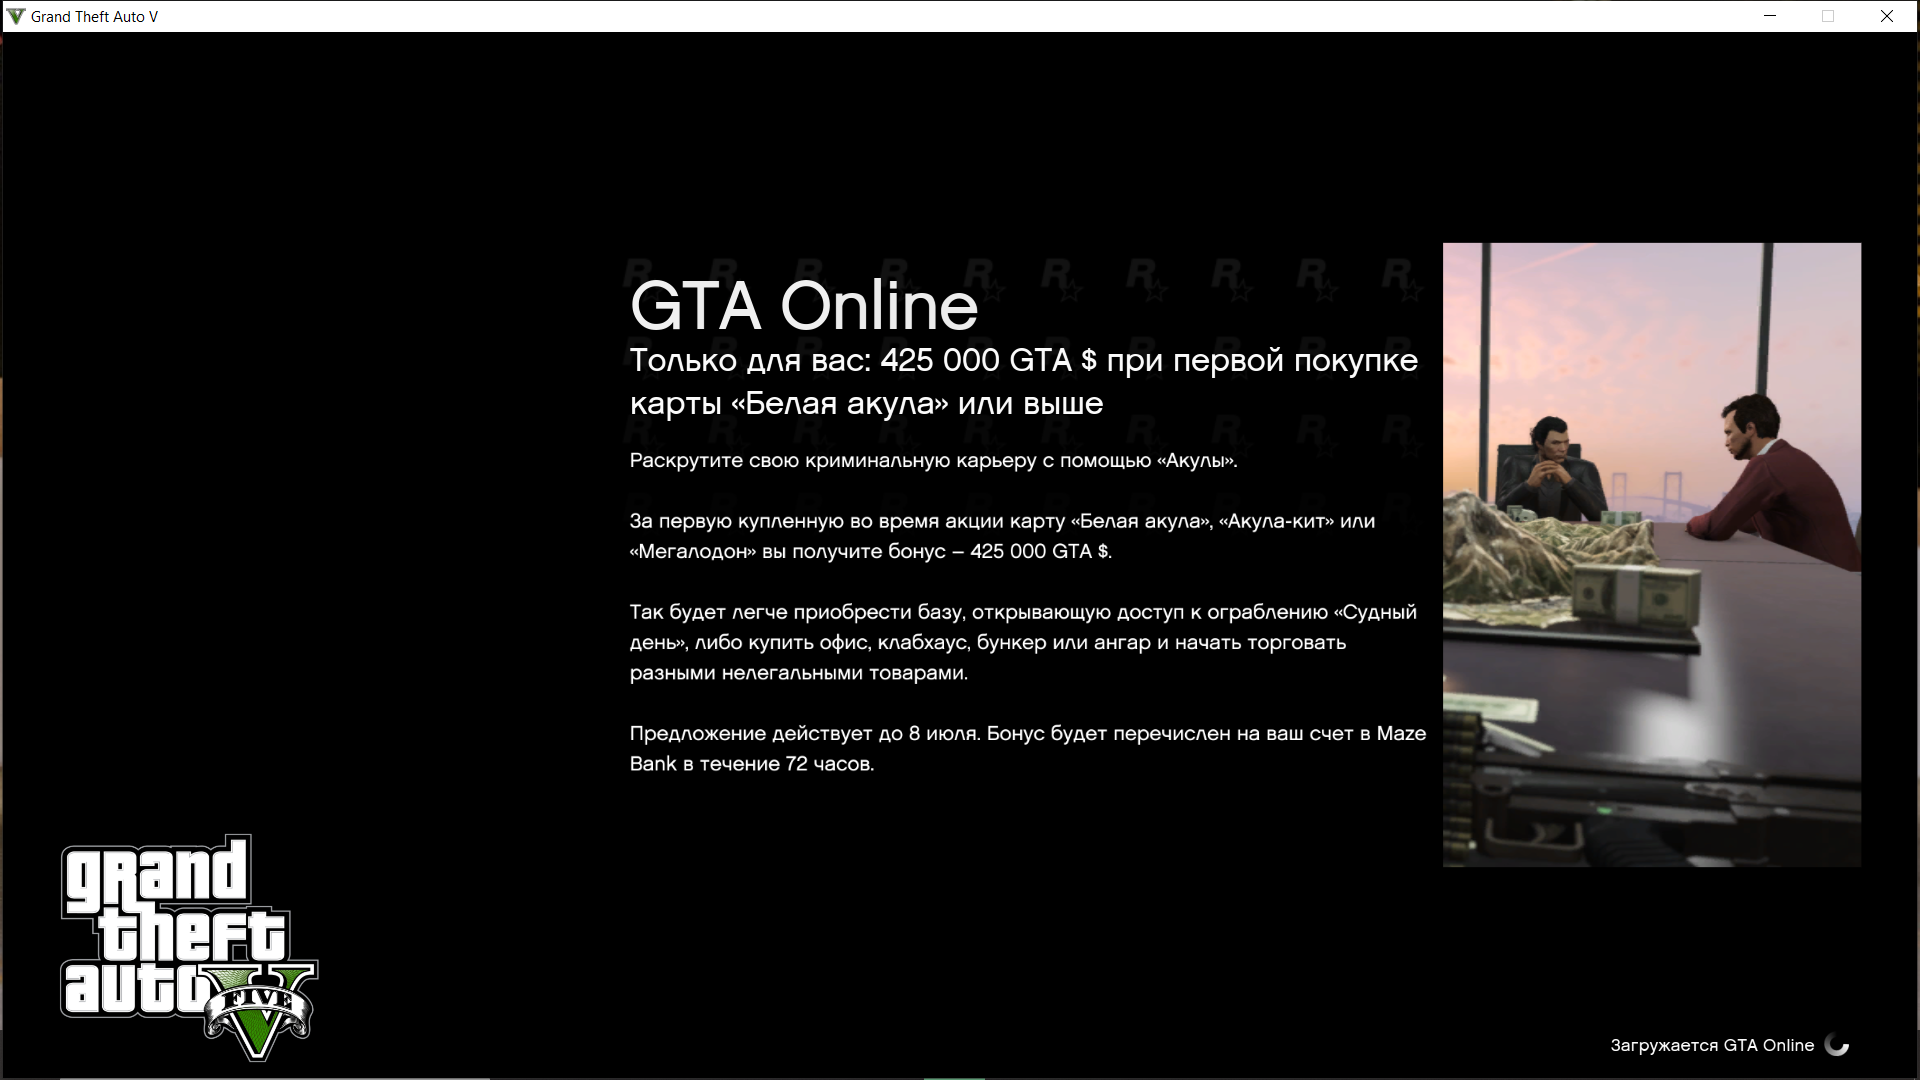 Grand Theft Auto V
GTA Online
Только для вас: 425 000 GTA $ при первой покупке
карты «Белая акула» или выше
Раскрутите свою криминальную карьеру с помощью «Акулы».
За первую купленную во время акции карту «Белая акула», «Акула-кит» или
«Мегалодон» вы получите бонус – 425 000 GTA $.
Так будет легче приобрести базу, открывающую доступ к ограблению «Судный
день», либо купить офис, клабхаус, бункер или ангар и начать торговать
разными нелегальными товарами.
Предложение действует до 8 июля. Бонус будет перечислен на ваш счет в Maze
Bank в течение 72 часов.
grand
theft
auto V
FIVE
Загружается GTA Online